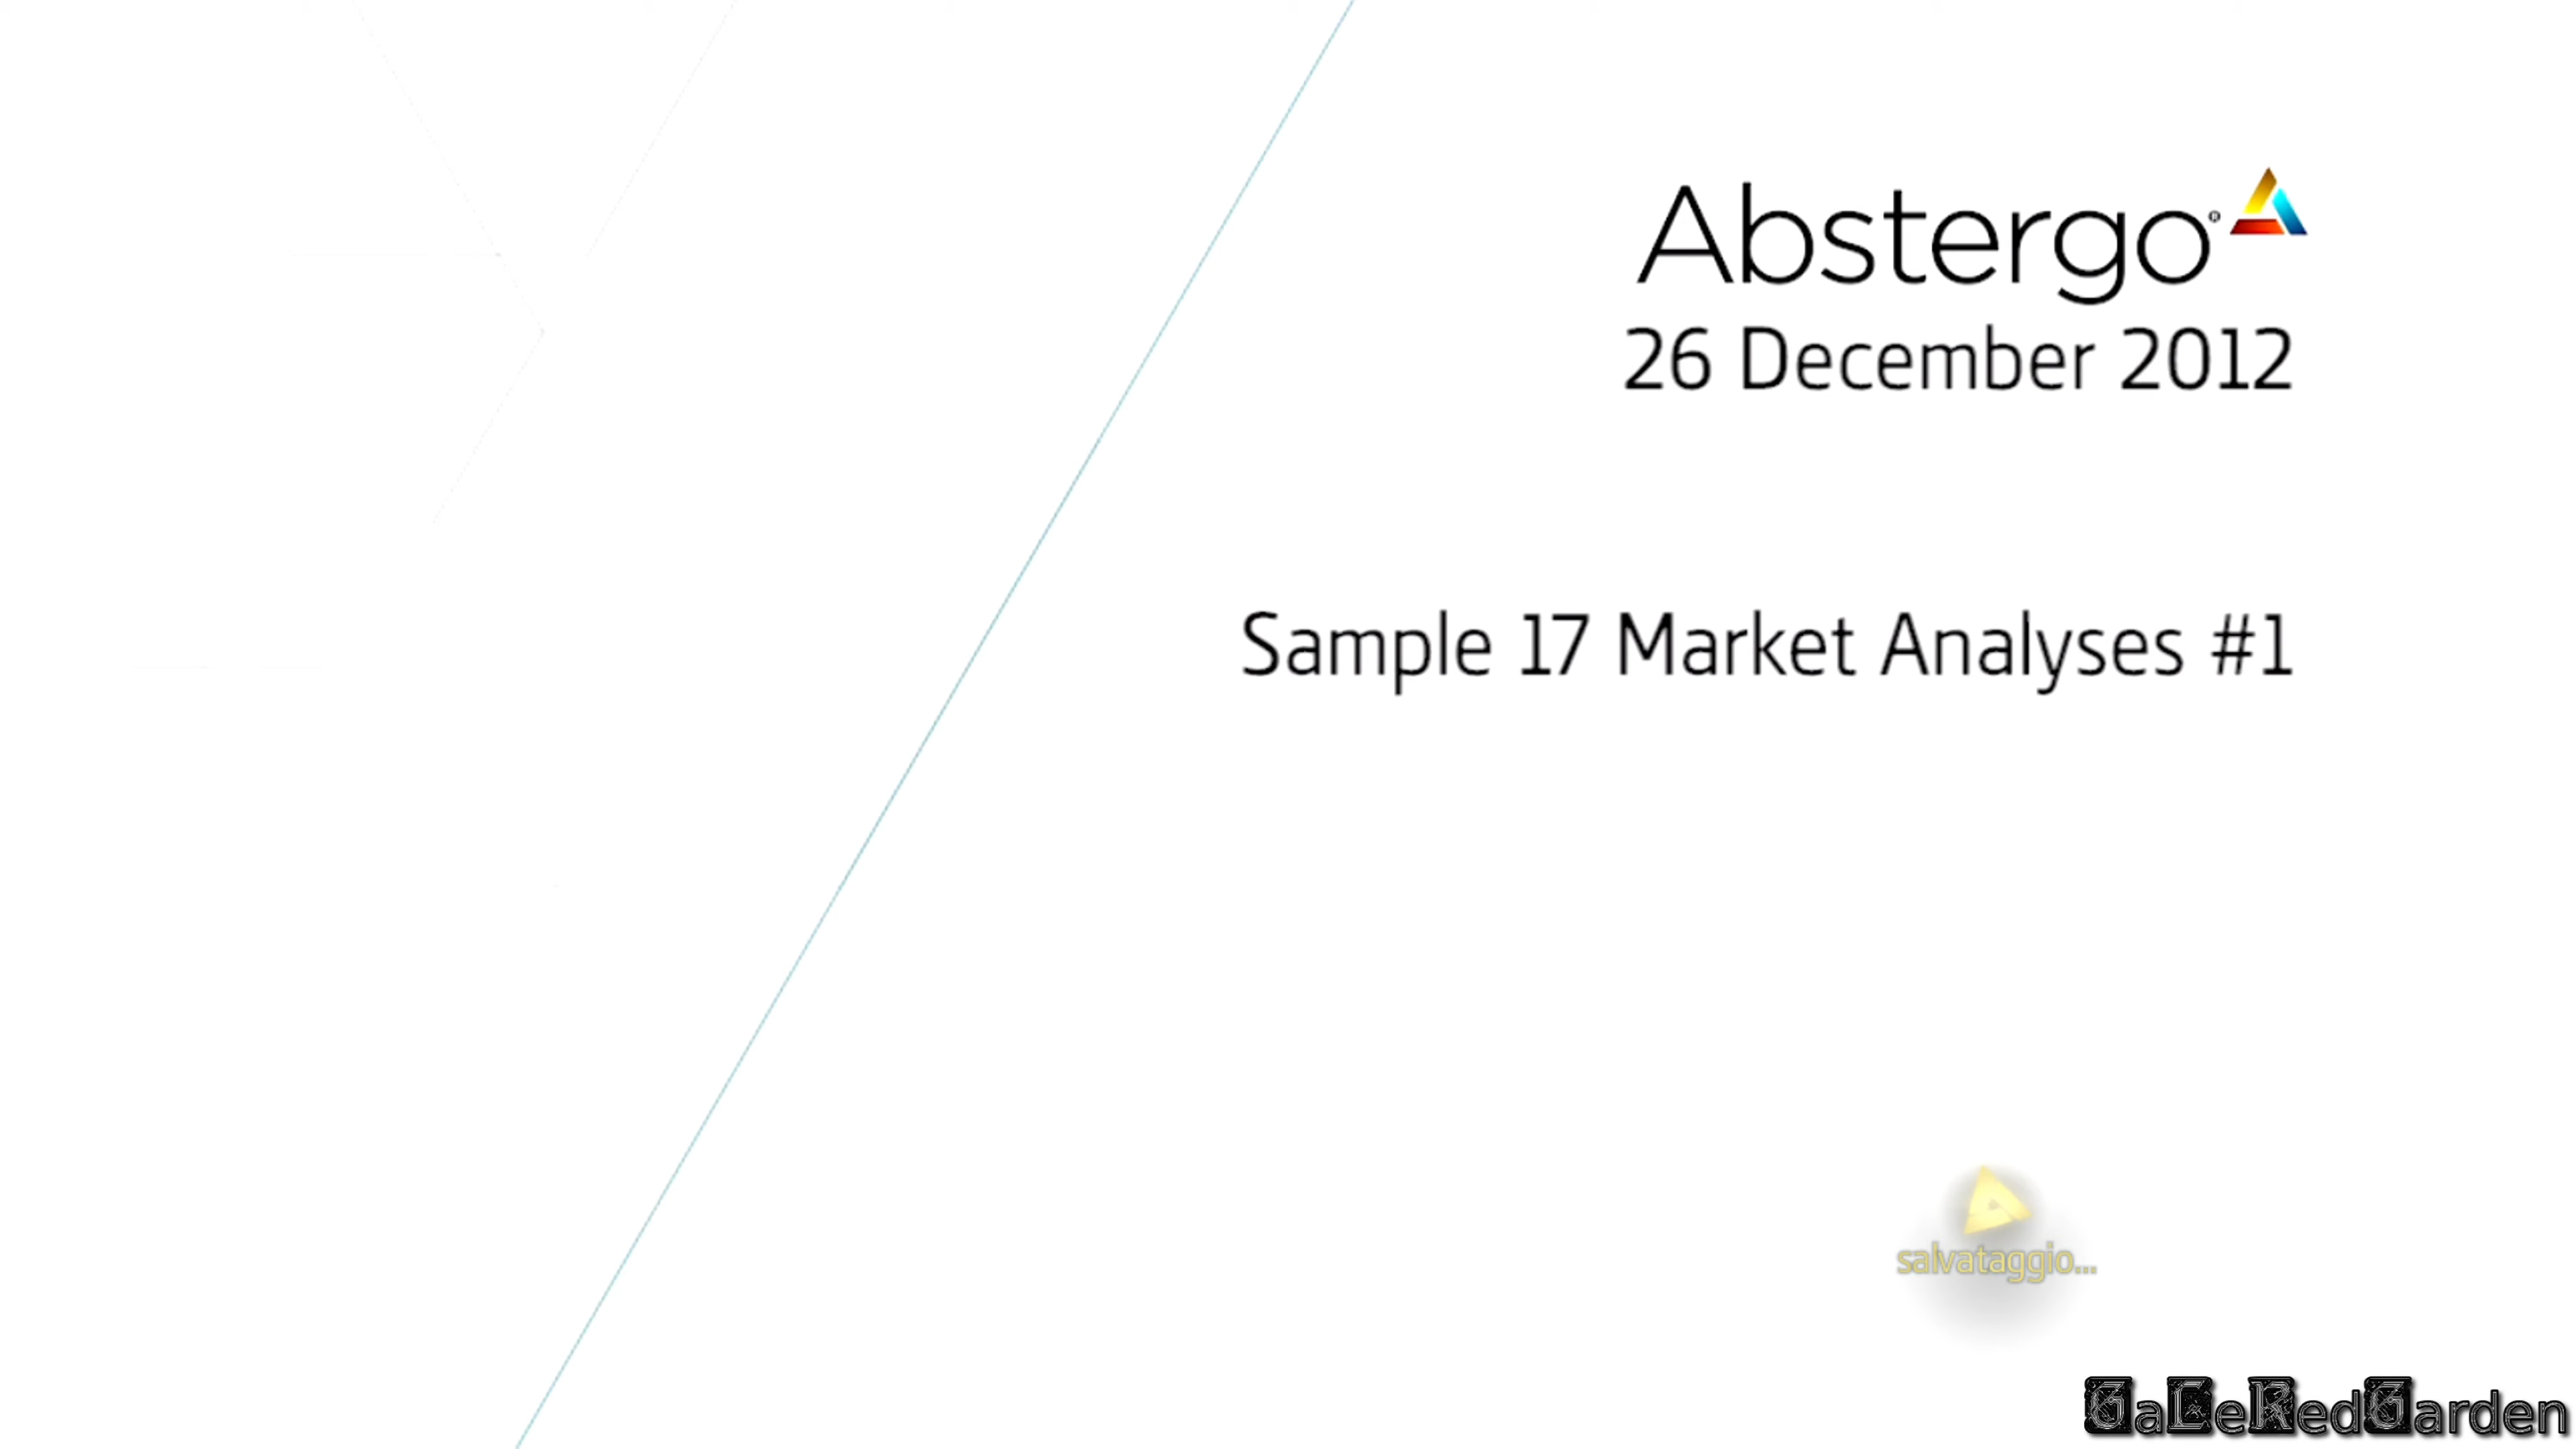 Abstergo®
26 December 2012
Sample 17 Market Analyses #1
salvataggio...
GaLeRedGarden